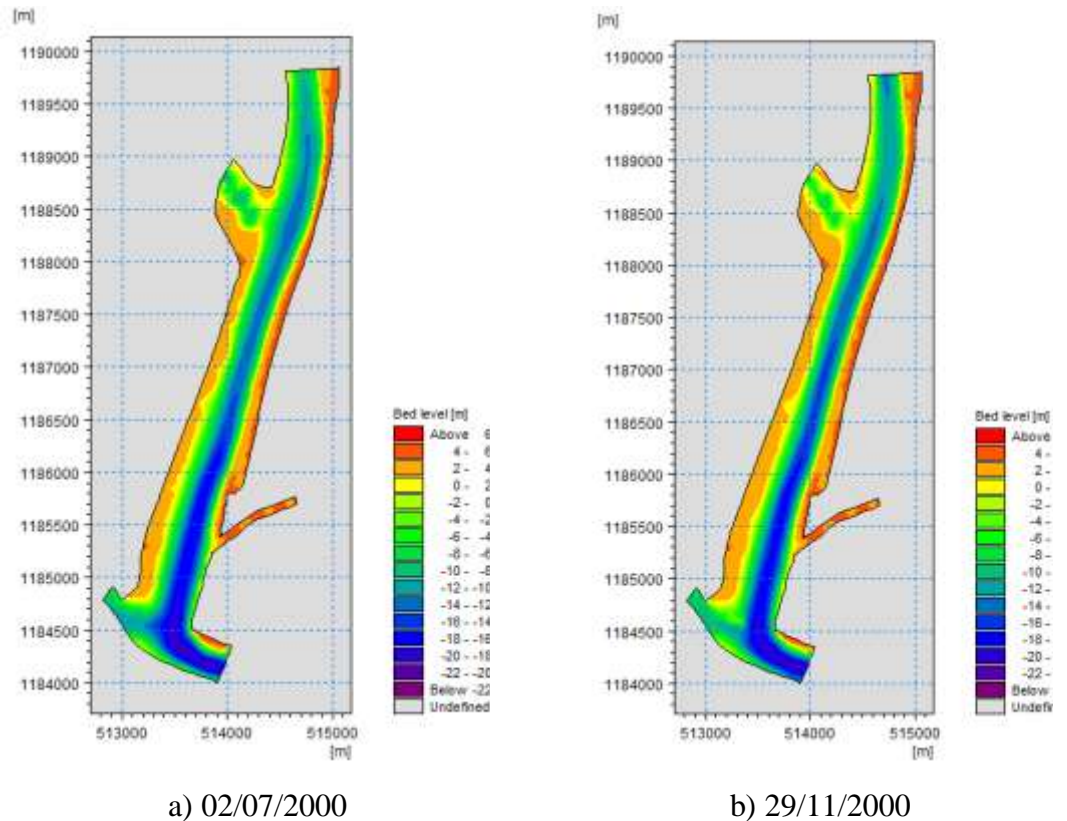 [m]
1190000
1189500
1189000
1188500
1188000
1187500
1187000
1186500
1186000
1185500
1185000
1184500
1184000
513000 514000 515000
[m]
Bed level [m]
Above 6
4 - 6
2 - 4
0 - 2
-2 - 0
-4 - -2
-6 - -4
-8 - -6
-10 - -8
-12 - -10
-14 - -12
-16 - -14
-18 - -16
-20 - -18
-22 - -20
Below -22
Undefined
a) 02/07/2000
[m]
1190000
1189500
1189000
1188500
1188000
1187500
1187000
1186500
1186000
1185500
1185000
1184500
1184000
513000 514000 515000
[m]
Bed level [m]
Above
4 -
2 -
0 -
-2 -
-4 -
-6 -
-8 -
-10 -
-12 -
-14 -
-16 -
-18 -
-20 -
-22 -
Below
b) 29/11/2000